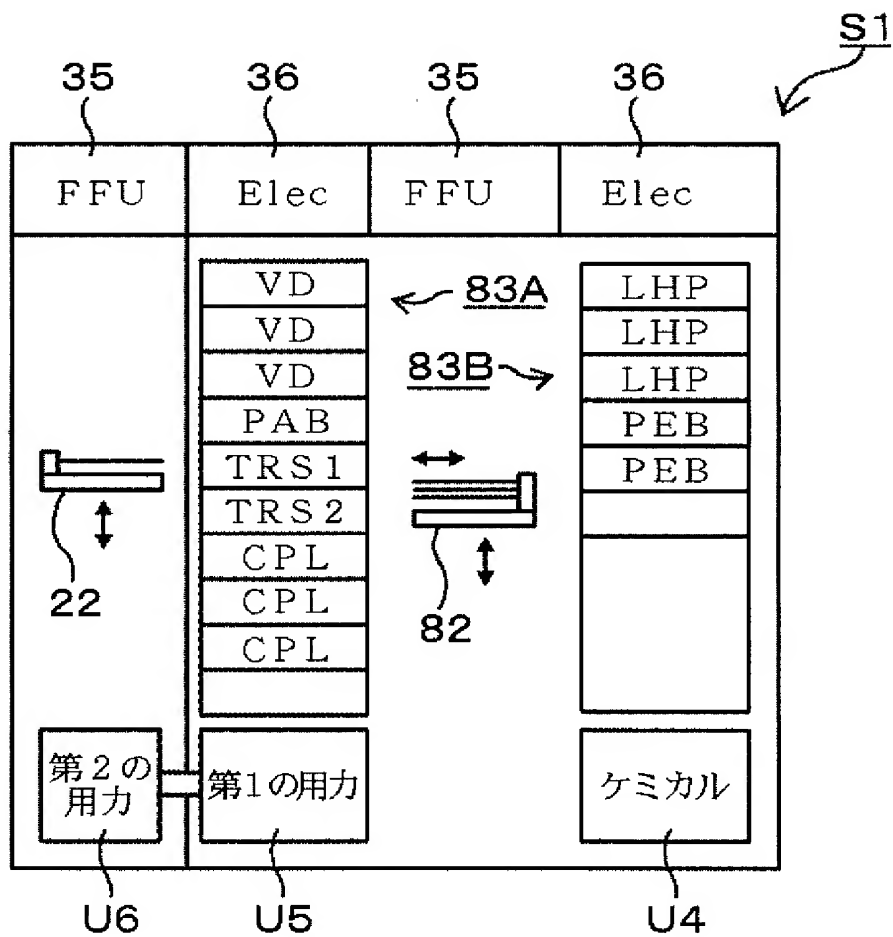 S1
35
36
35
36
FFU
Elec
FFU
Elec
VD
VD
VD
PAB
TRS1
TRS2
CPL
CPL
CPL
83A
83B
LHP
LHP
LHP
PEB
PEB
22
82
第2の
用力
第1の用力
ケミカル
U6
U5
U4